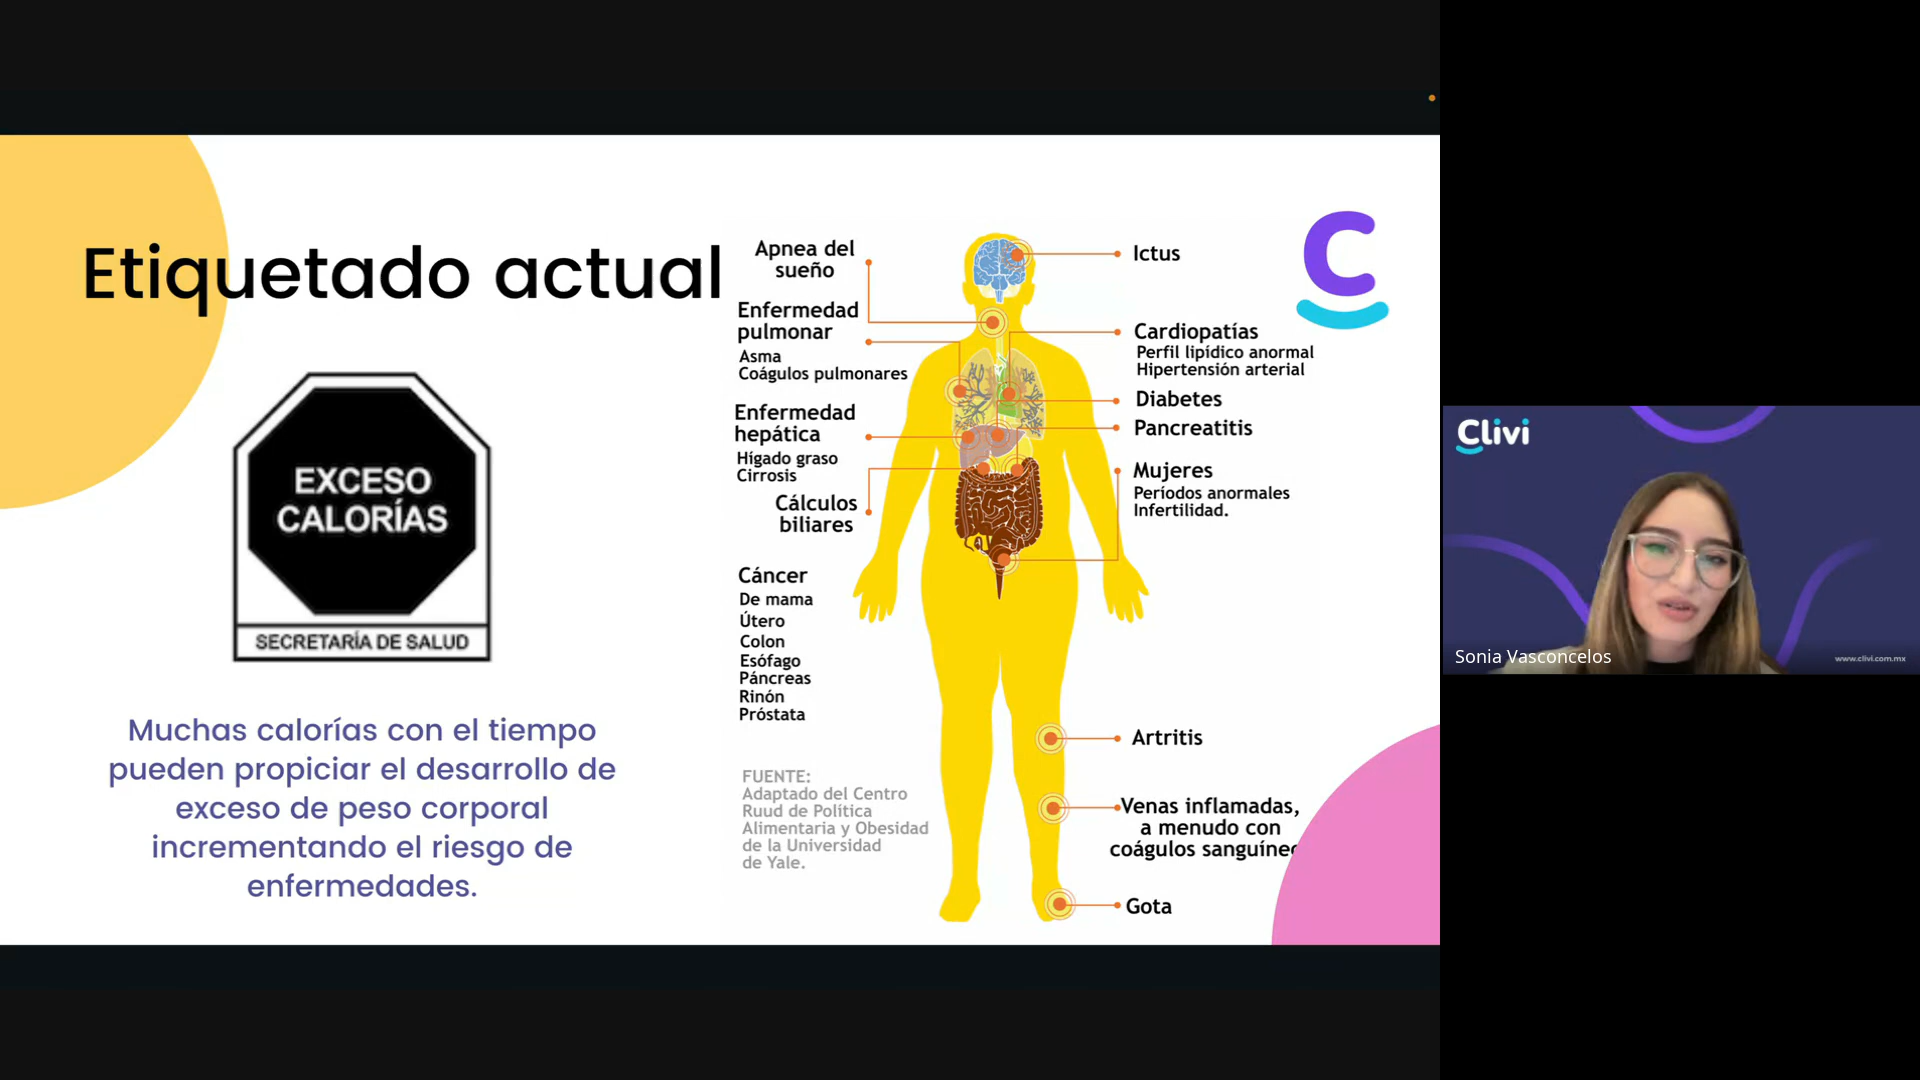 Etiquetado actual
EXCESO
CALORÍAS
SECRETARÍA DE SALUD
Muchas calorías con el tiempo
pueden propiciar el desarrollo de
exceso de peso corporal
incrementando el riesgo de
enfermedades.
Apnea del
sueño
Enfermedad
pulmonar
Asma
Coágulos pulmonares
Enfermedad
hepática
Hígado graso
Cirrosis
Cálculos
biliares
Cáncer
De mama
Útero
Colon
Esófago
Páncreas
Rinón
Próstata
FUENTE:
Adaptado del Centro
Ruud de Política
Alimentaria y Obesidad
de la Universidad
de Yale.
Ictus
Cardiopatías
Perfil lipídico anormal
Hipertensión arterial
Diabetes
Pancreatitis
Mujeres
Períodos anormales
Infertilidad.
Artritis
Venas inflamadas,
a menudo con
coágulos sanguíneo
Gota
C
Clivi
Sonia Vasconcelos
www.clivi.com.mx